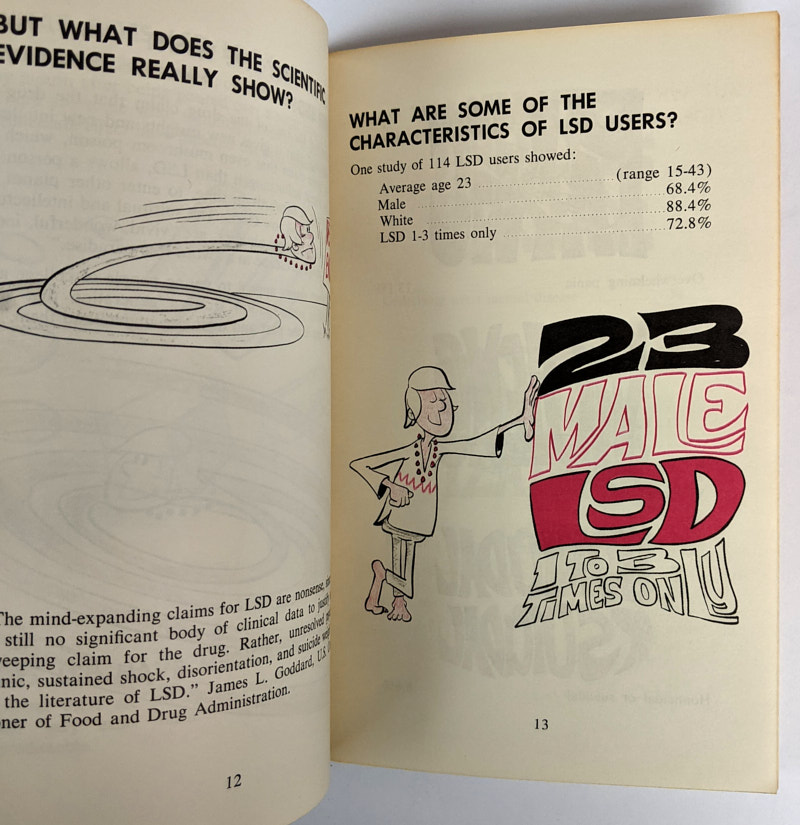 BUT WHAT DOES THE SCIENTIFIC
EVIDENCE REALLY SHOW?
The mind-expanding claims for LSD are nonsense,
still no significant body of clinical data to
claim for the drug. Rather, unresolved
sustained shock, disorientation, and suicide
the literature of LSD." James L. Goddard, U.S.
of Food and Drug Administration.
12
WHAT ARE SOME OF THE
CHARACTERISTICS OF LSD USERS?
One study of 114 LSD users showed:
Average age 23 (range 15-43)
Male 68.4%
White 88.4%
LSD 1-3 times only 72.8%
23
MALE
LSD
1 TO 3
TIMES ONLY
13